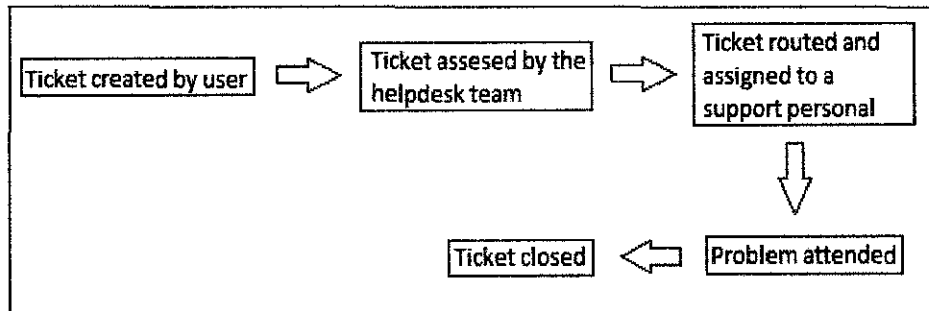 Ticket created by user
Ticket assesed by the
helpdesk team
Ticket routed and
assigned to a
support personal
Problem attended
Ticket closed